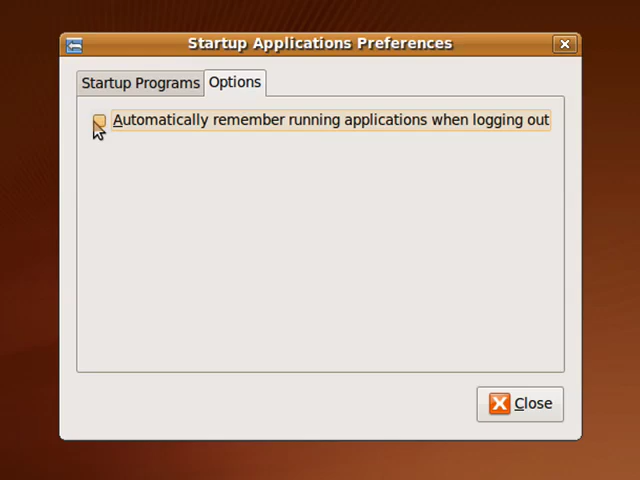 Startup Applications Preferences
Startup Programs Options
Automatically remember running applications when logging out
Close